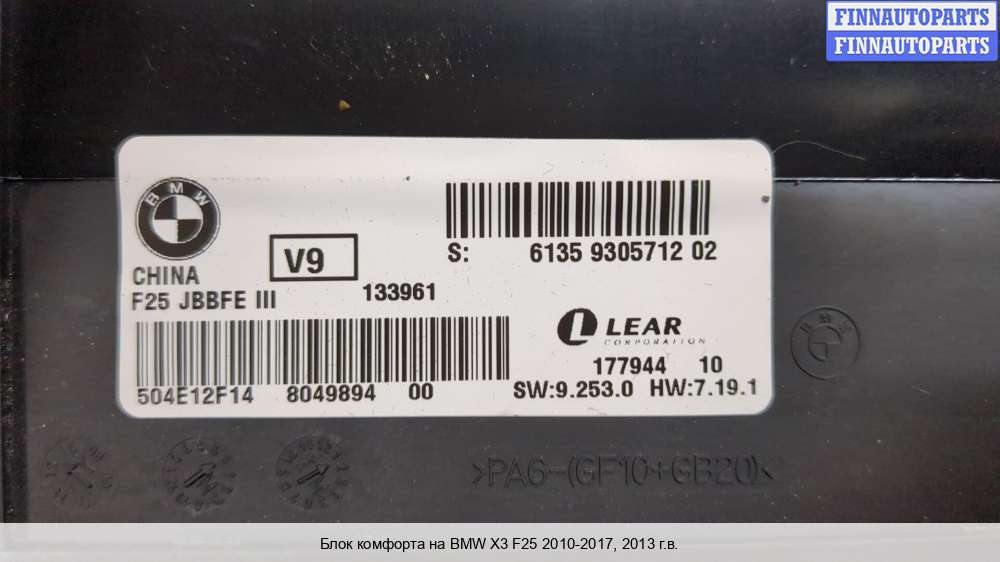 FINNAUTOPARTS
FINNAUTOPARTS
BMW
CHINA
V9
F25 JBBFE III
133961
S: 6135 9305712 02
LEAR
CORPORATION
177944 10
504E12F14 8049894 00
SW:9.253.0 HW:7.19.1
BMW
>PA6-(GF10+GB20)<
Блок комфорта на BMW X3 F25 2010-2017, 2013 г.в.